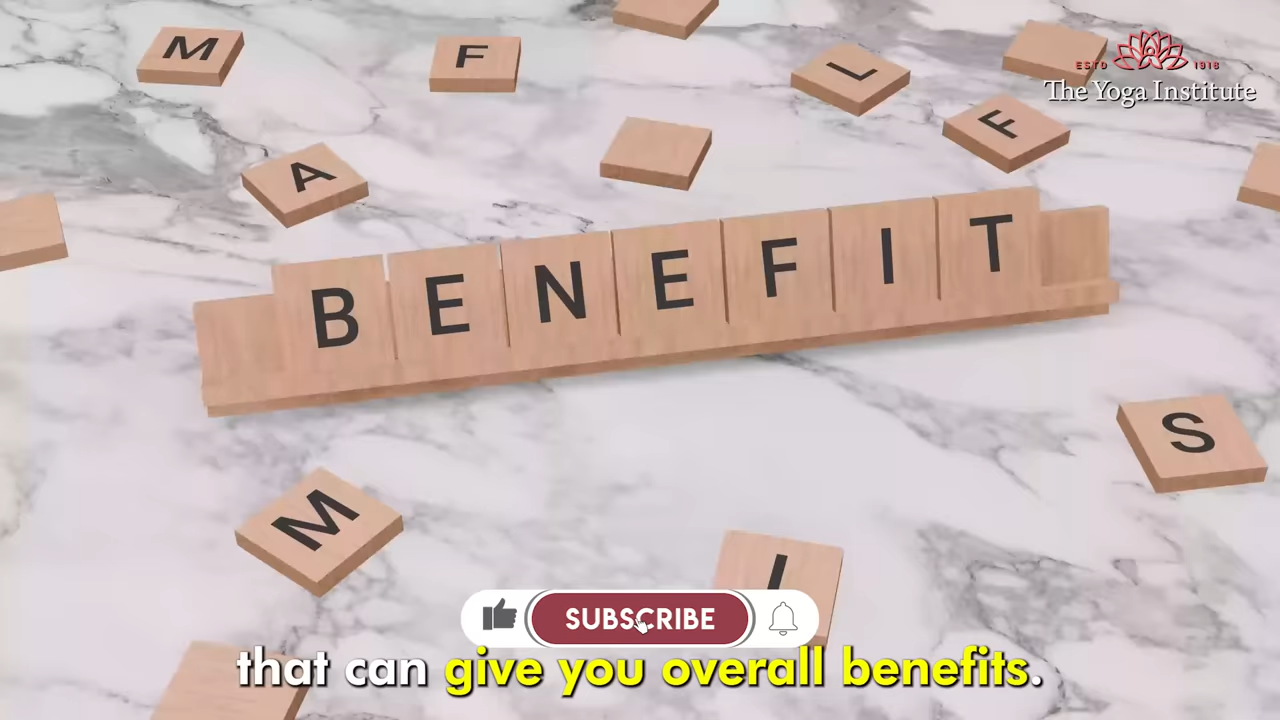 M
F
L
ESTD 1918
The Yoga Institute
F
A
BENEFIT
S
M
SUBSCRIBE
that can give you overall benefits.